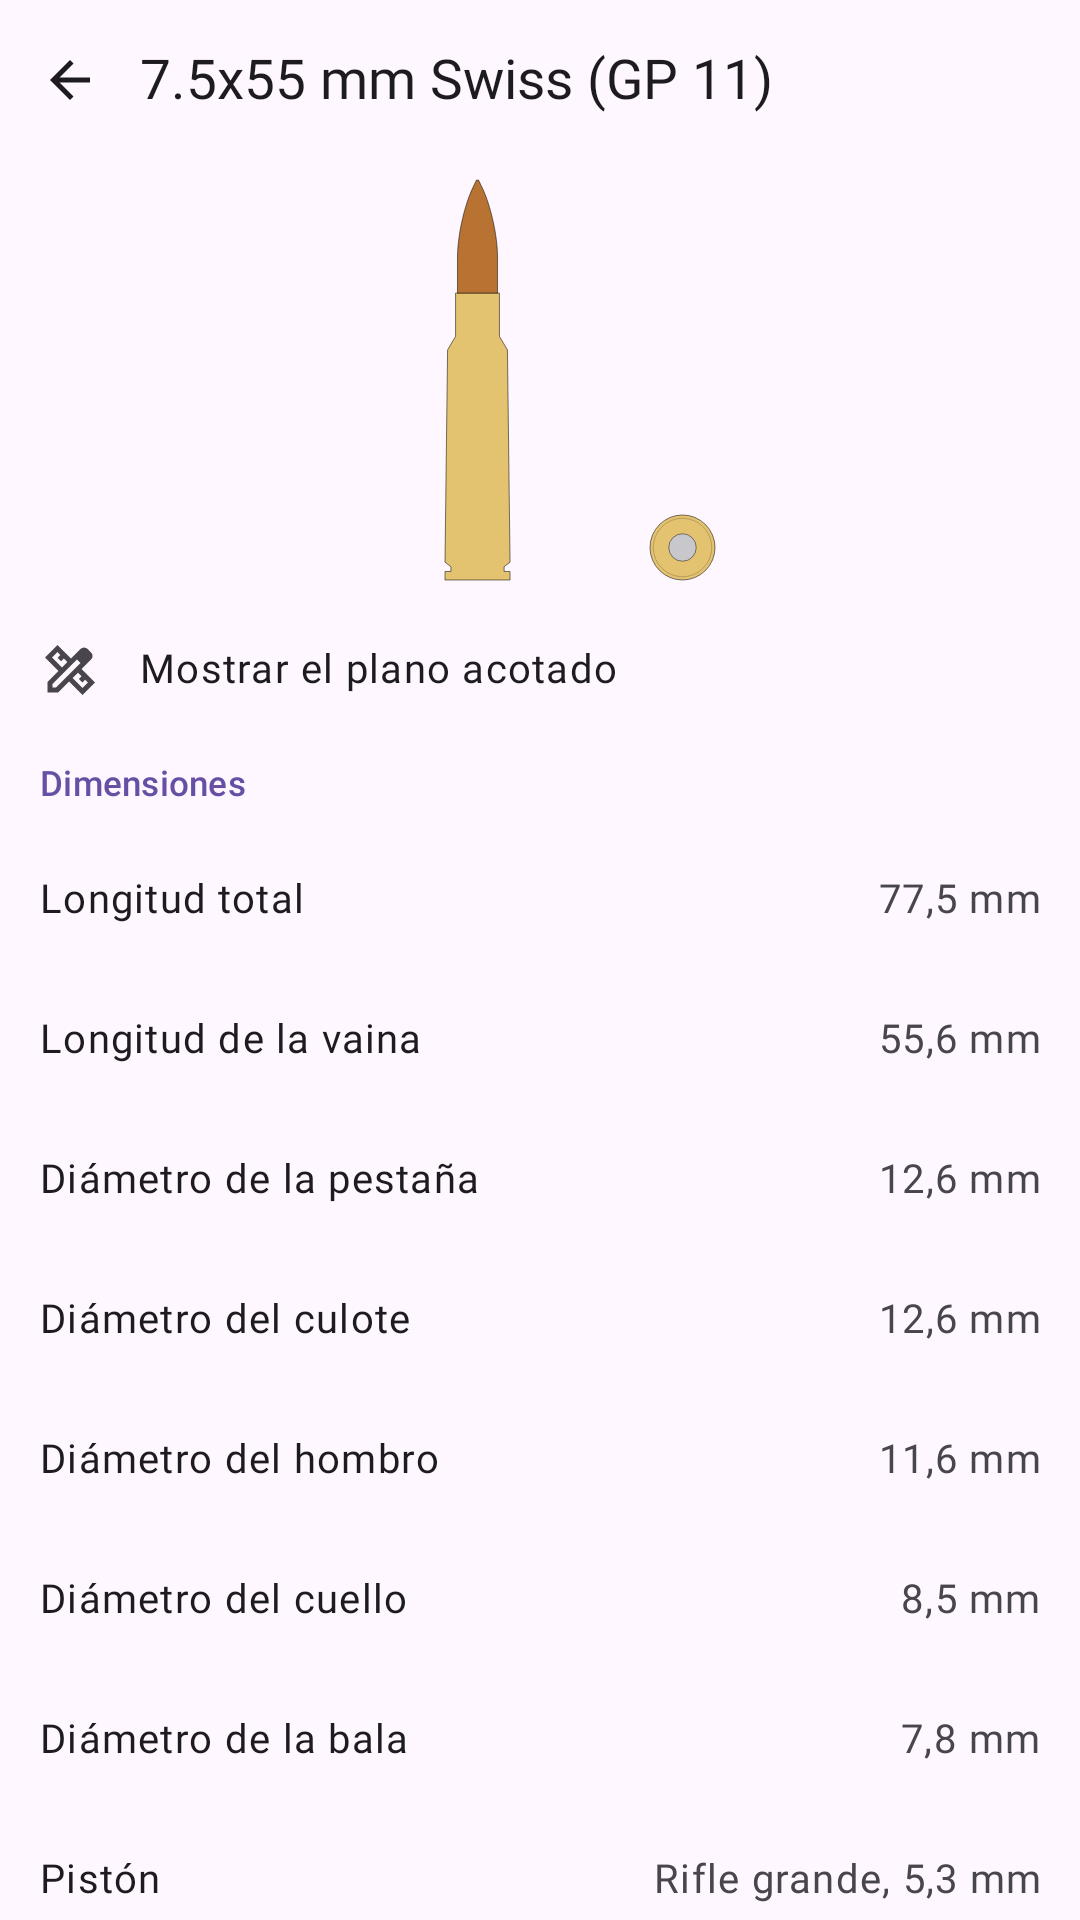 7.5x55 mm Swiss (GP 11)
Mostrar el plano acotado
Dimensiones
Longitud total 77,5 mm
Longitud de la vaina 55,6 mm
Diámetro de la pestaña 12,6 mm
Diámetro del culote 12,6 mm
Diámetro del hombro 11,6 mm
Diámetro del cuello 8,5 mm
Diámetro de la bala 7,8 mm
Pistón Rifle grande, 5,3 mm